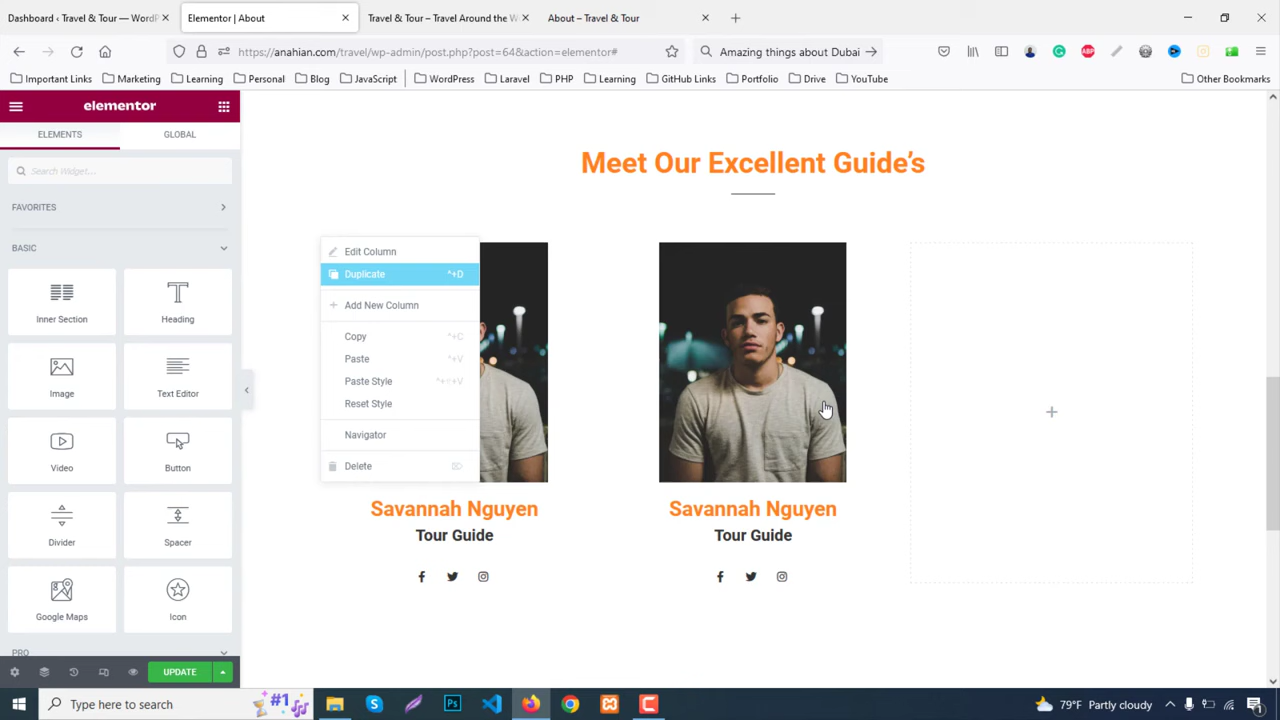 Dashboard ‹ Travel & Tour — WordP
Elementor | About
Travel & Tour – Travel Around the W
About – Travel & Tour
https://anahian.com/travel/wp-admin/post.php?post=64&action=elementor#
Amazing things about Dubai
ABP
Important Links
Marketing
Learning
Personal
Blog
JavaScript
WordPress
Laravel
PHP
Learning
GitHub Links
Portfolio
Drive
YouTube
Other Bookmarks
elementor
ELEMENTS
GLOBAL
Search Widget...
FAVORITES
BASIC
Inner Section
Heading
Image
Text Editor
Video
Button
Divider
Spacer
Google Maps
Icon
PRO
UPDATE
Meet Our Excellent Guide’s
Edit Column
Duplicate ^+D
Add New Column
Copy ^+C
Paste ^+V
Paste Style ^+⇧+V
Reset Style
Navigator
Delete
Savannah Nguyen
Tour Guide
Savannah Nguyen
Tour Guide
Type here to search
#1
Ps
79°F Partly cloudy
1